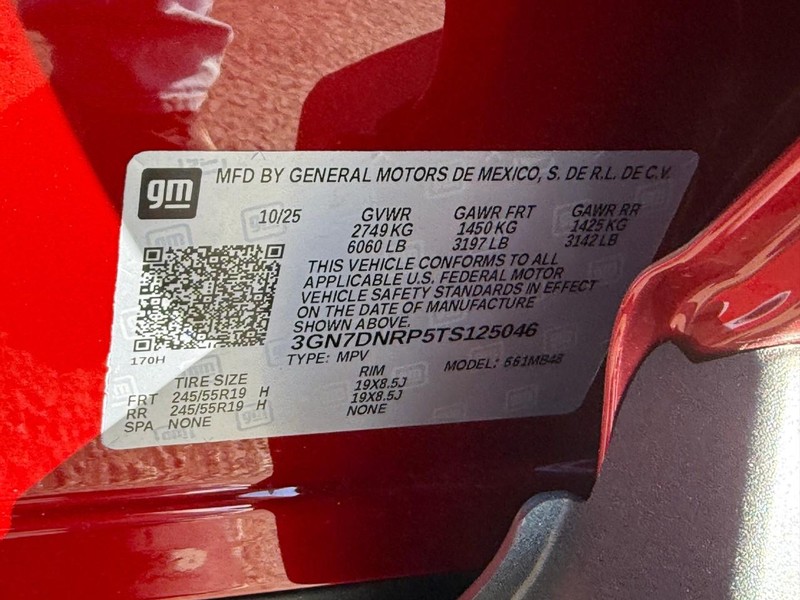 gm MFD BY GENERAL MOTORS DE MEXICO, S. DE R.L. DE C.V.
10/25 GVWR GAWR FRT GAWR RR
2749 KG 1450 KG 1425 KG
6060 LB 3197 LB 3142 LB
THIS VEHICLE CONFORMS TO ALL
APPLICABLE U.S. FEDERAL MOTOR
VEHICLE SAFETY STANDARDS IN EFFECT
ON THE DATE OF MANUFACTURE
SHOWN ABOVE.
3GN7DNRP5TS125046
170H
TYPE: MPV MODEL: 561MB48
TIRE SIZE RIM
FRT 245/55R19 H 19X8.5J
RR 245/55R19 H 19X8.5J
SPA NONE NONE